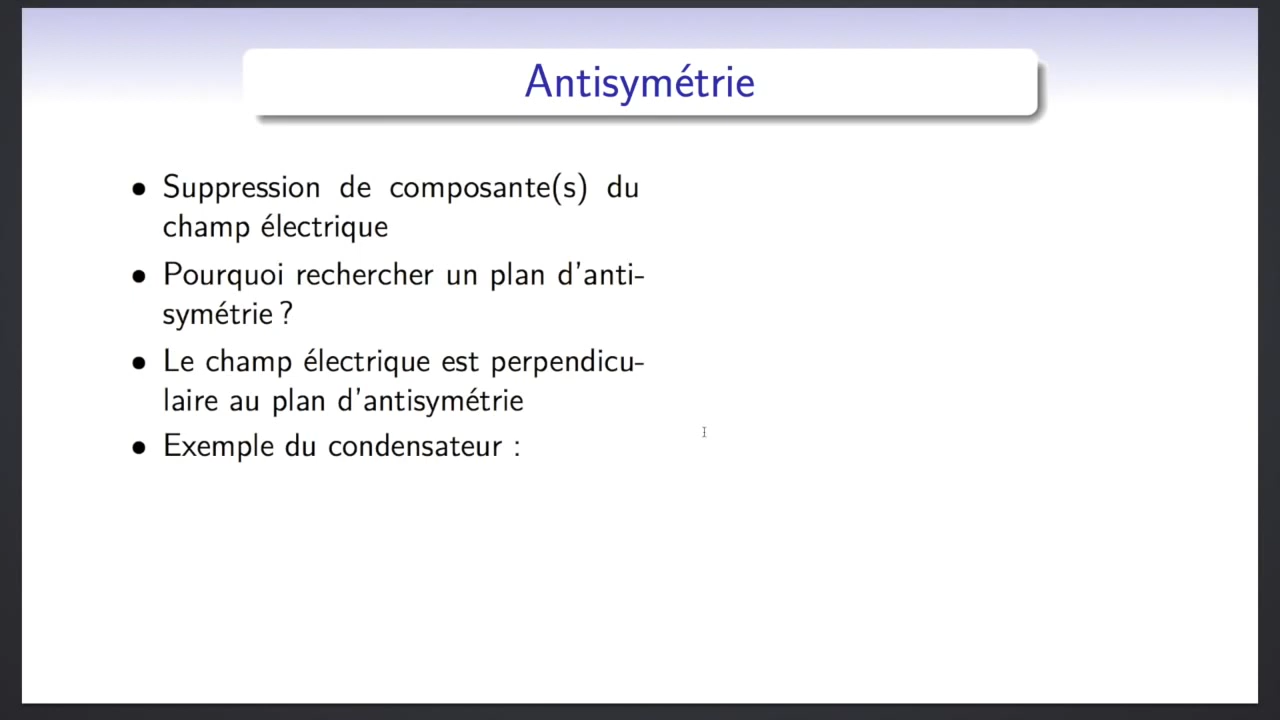 Antisymétrie
• Suppression de composante(s) du
champ électrique
• Pourquoi rechercher un plan d'anti-
symétrie ?
• Le champ électrique est perpendicu-
laire au plan d'antisymétrie
• Exemple du condensateur :